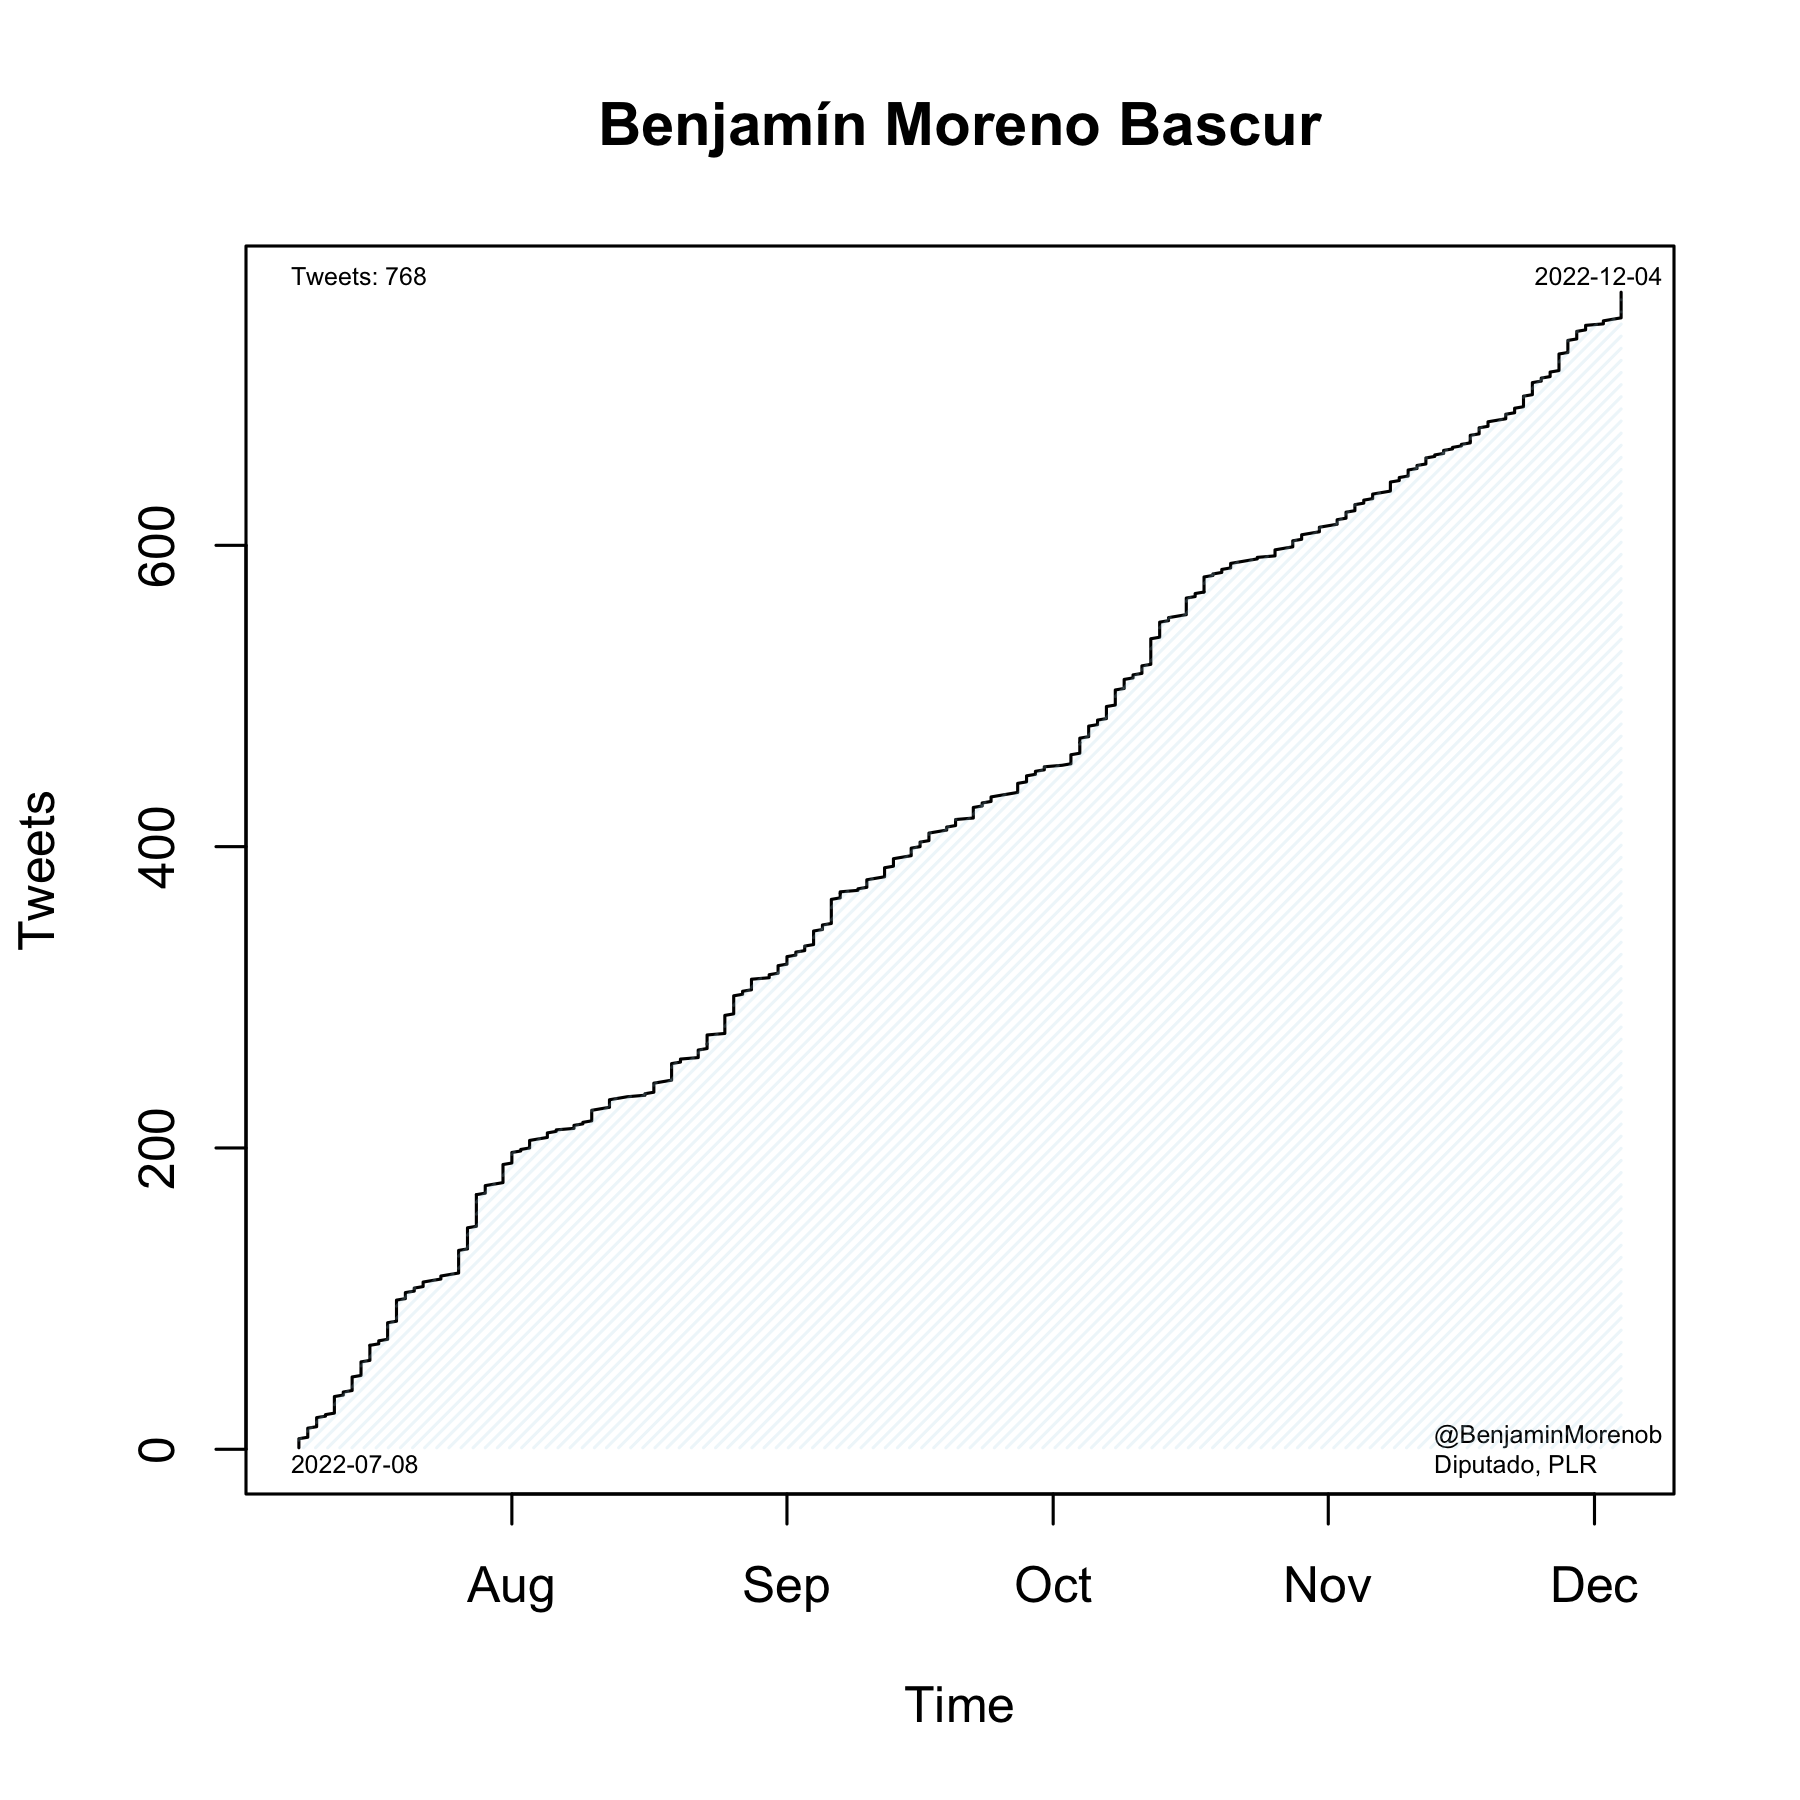 Benjamín Moreno Bascur
Tweets: 768
2022-12-04
Tweets
600
400
200
0
2022-07-08
@BenjaminMorenob
Diputado, PLR
Aug Sep Oct Nov Dec
Time